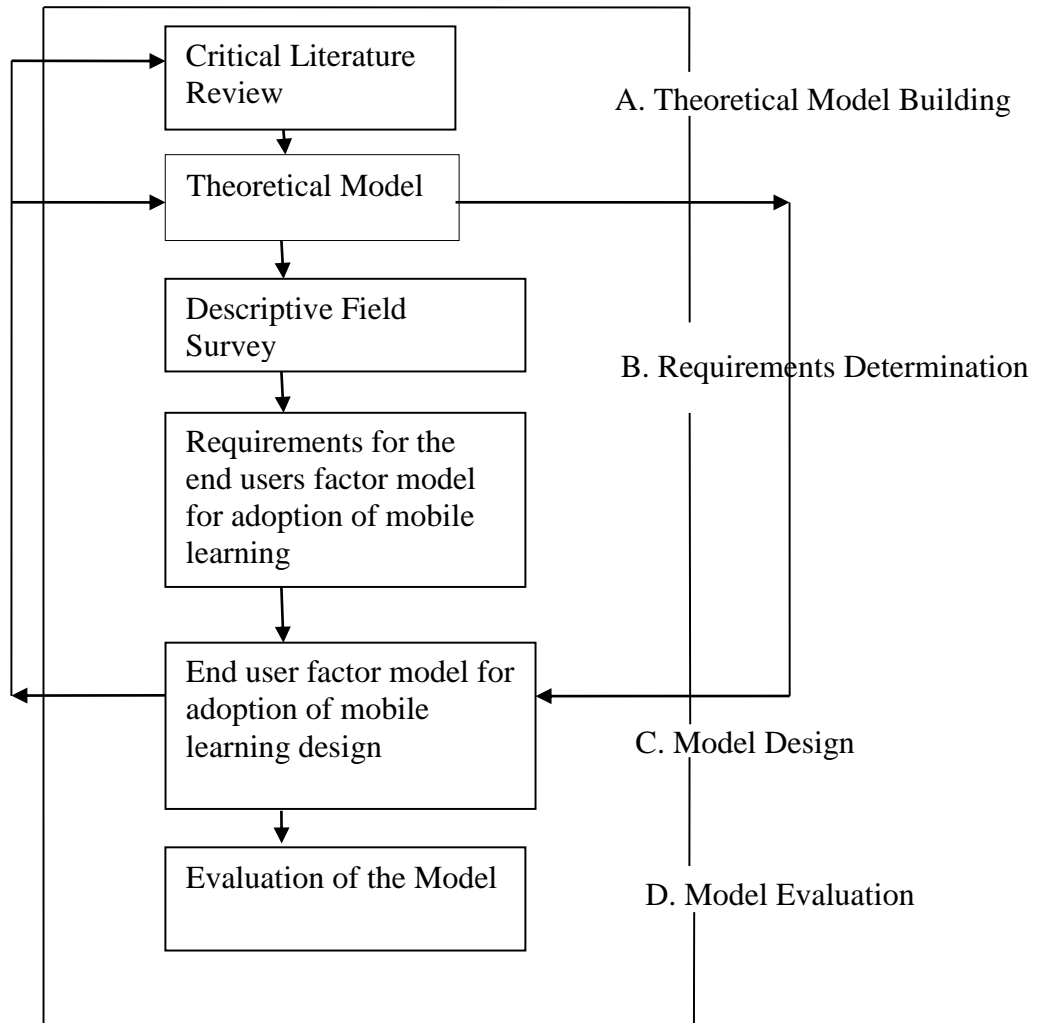 Critical Literature
Review
A. Theoretical Model Building
Theoretical Model
Descriptive Field
Survey
B. Requirements Determination
Requirements for the
end users factor model
for adoption of mobile
learning
End user factor model for
adoption of mobile
learning design
C. Model Design
Evaluation of the Model
D. Model Evaluation